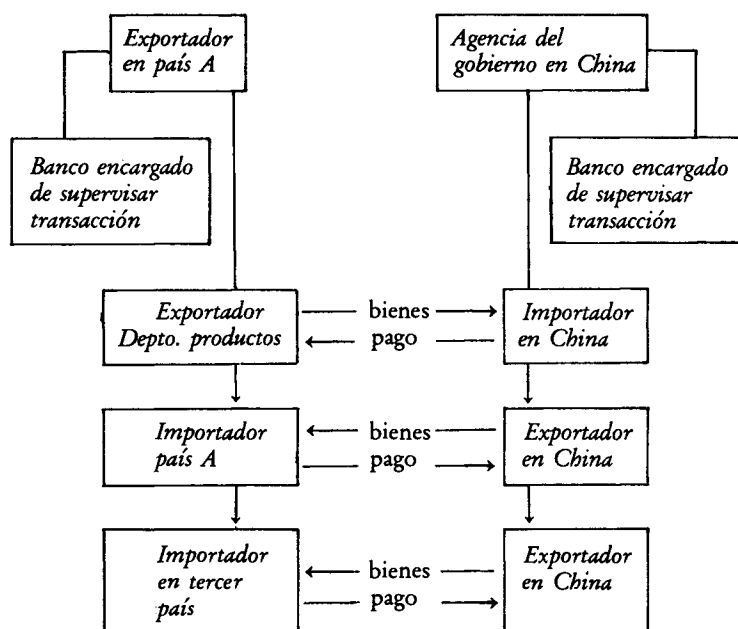 Exportador
en país A
Agencia del
gobierno en China
Banco encargado
de supervisar
transacción
Banco encargado
de supervisar
transacción
Exportador
Depto. productos
bienes
pago
Importador
en China
Importador
país A
bienes
pago
Exportador
en China
Importador
en tercer
país
bienes
pago
Exportador
en China